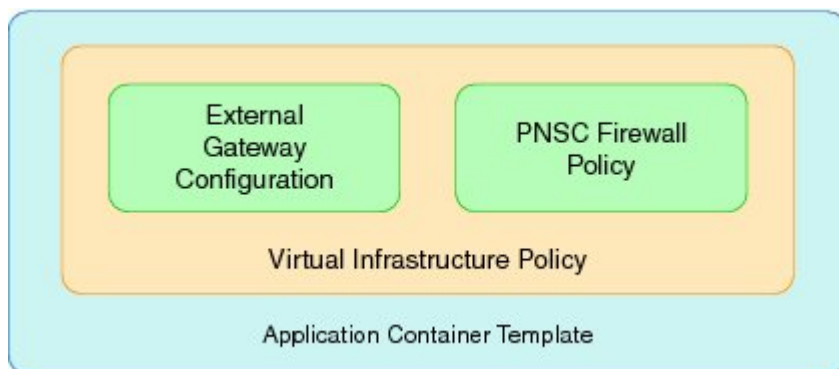 External
Gateway
Configuration
PNSC Firewall
Policy
Virtual Infrastructure Policy
Application Container Template